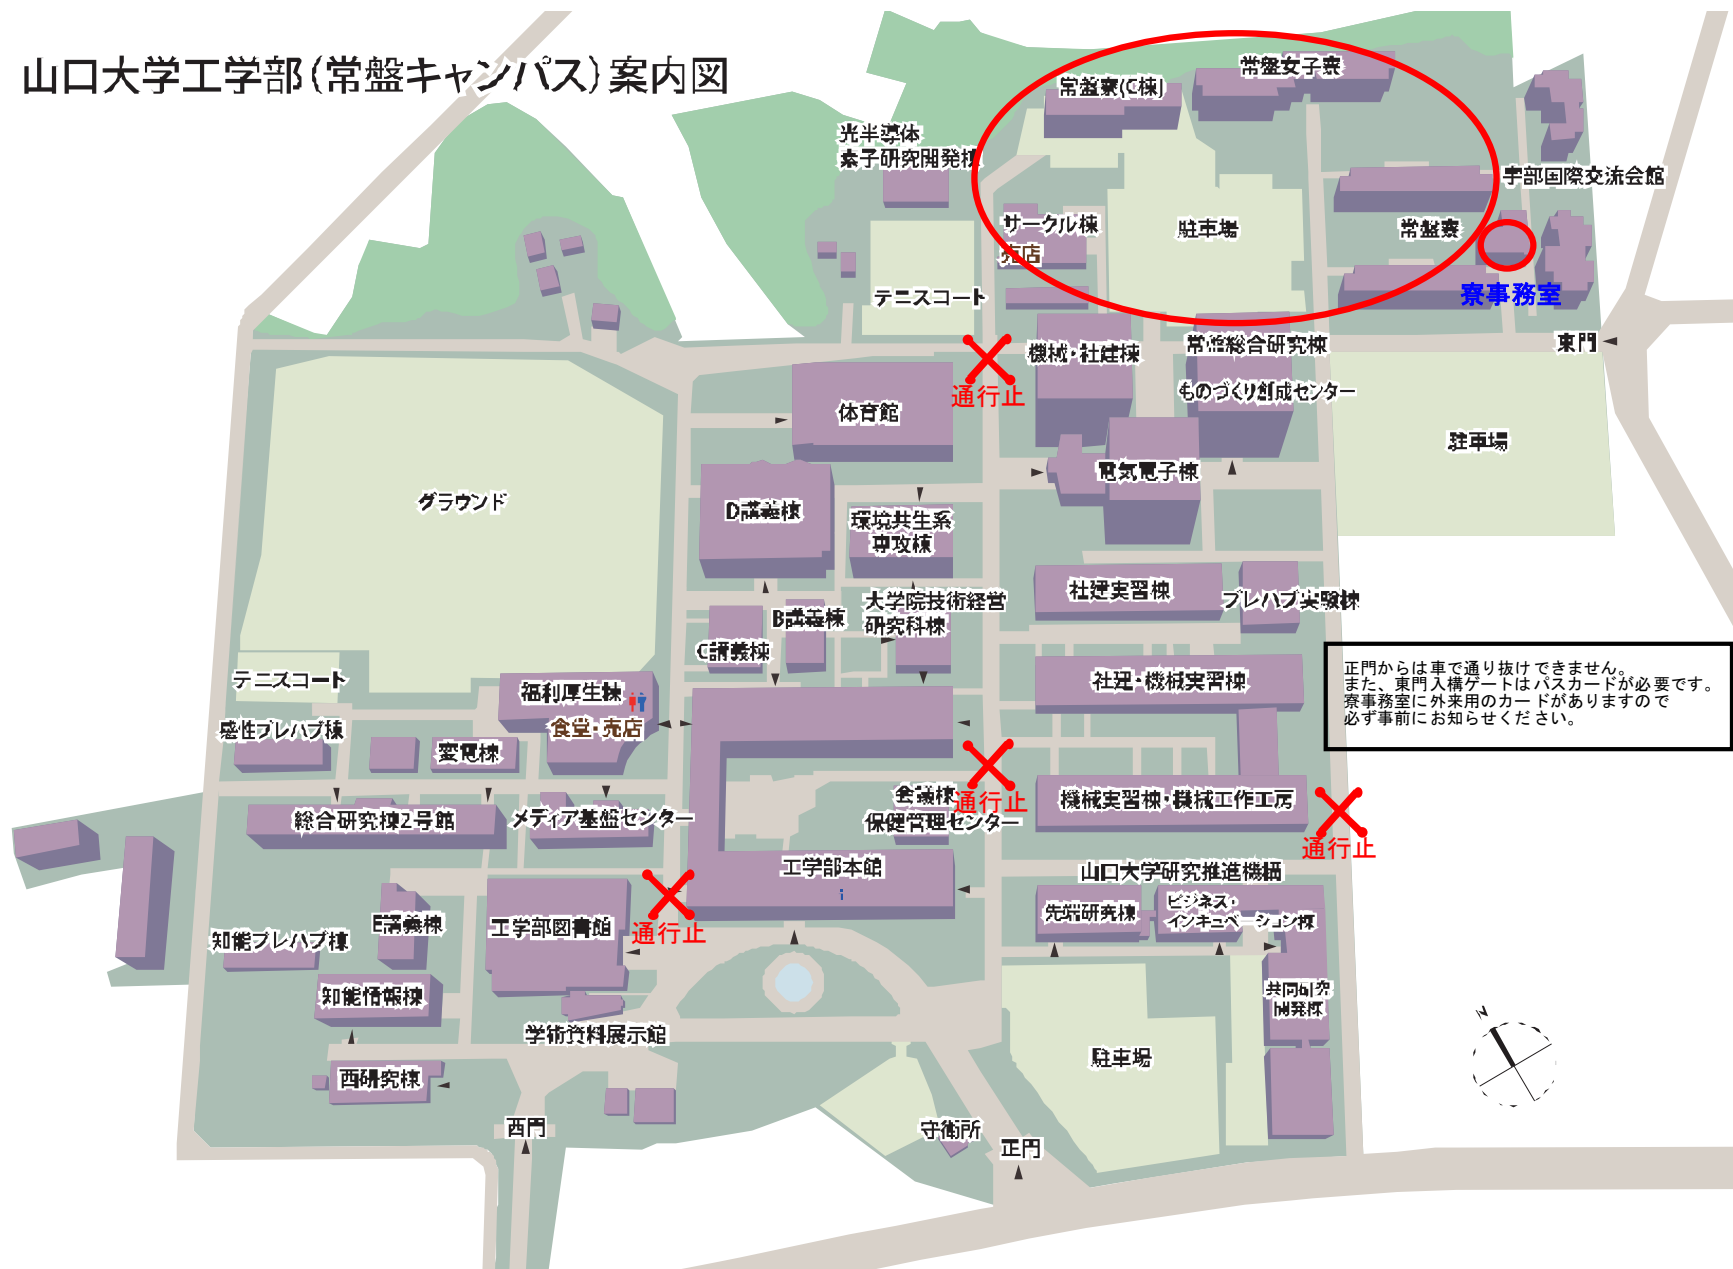 山口大学工学部(常盤キャンパス)案内図
常盤寮(C棟)
常盤女子寮
光半導体
素子研究開発棟
宇部国際交流会館
サークル棟
売店
駐車場
常盤寮
寮事務室
テニスコート
機械・社建棟
常盤総合研究棟
ものづくり創成センター
東門
通行止
体育館
駐車場
グラウンド
D講義棟
環境共生系
専攻棟
電気電子棟
社建実習棟
プレハブ実験棟
大学院技術経営
研究科棟
B講義棟
C講義棟
社建・機械実習棟
正門からは車で通り抜けできません。
また、東門入構ゲートはパスカードが必要です。
寮事務室に外来用のカードがありますので
必ず事前にお知らせください。
テニスコート
福利厚生棟
食堂・売店
感性プレハブ棟
変電棟
会議棟
保健管理センター
通行止
機械実習棟・機械工作工房
通行止
総合研究棟2号館
メディア基盤センター
工学部本館
i
山口大学研究推進機構
先端研究棟
ビジネス・
インキュベーション棟
E講義棟
工学部図書館
通行止
知能プレハブ棟
知能情報棟
学術資料展示館
共同研究
開発棟
N
駐車場
西研究棟
西門
守衛所
正門